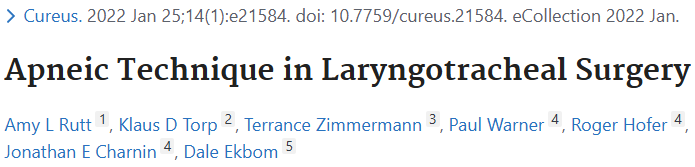 > Cureus. 2022 Jan 25;14(1):e21584. doi: 10.7759/cureus.21584. eCollection 2022 Jan.
Apneic Technique in Laryngotracheal Surgery
Amy L Rutt 1, Klaus D Torp 2, Terrance Zimmermann 3, Paul Warner 4, Roger Hofer 4,
Jonathan E Charnin 4, Dale Ekbom 5